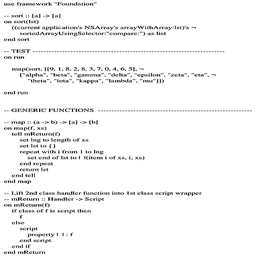 use framework "Foundation"
-- sort :: [a] -> [a]
on sort(lst)
((current application's NSArray's arrayWithArray:lst)'s ¬
sortedArrayUsingSelector:"compare:") as list
end sort
-- TEST -----------------------------------------------------------
on run
map(sort, [[9, 1, 8, 2, 8, 3, 7, 0, 4, 6, 5], ¬
["alpha", "beta", "gamma", "delta", "epsilon", "zeta", "eta", ¬
"theta", "iota", "kappa", "lambda", "mu"]])
end run
-- GENERIC FUNCTIONS -----------------------------------------------------------
-- map :: (a -> b) -> [a] -> [b]
on map(f, xs)
tell mReturn(f)
set lng to length of xs
set lst to {}
repeat with i from 1 to lng
set end of lst to |λ|(item i of xs, i, xs)
end repeat
return lst
end tell
end map
-- Lift 2nd class handler function into 1st class script wrapper
-- mReturn :: Handler -> Script
on mReturn(f)
if class of f is script then
f
else
script
property |λ| : f
end script
end if
end mReturn